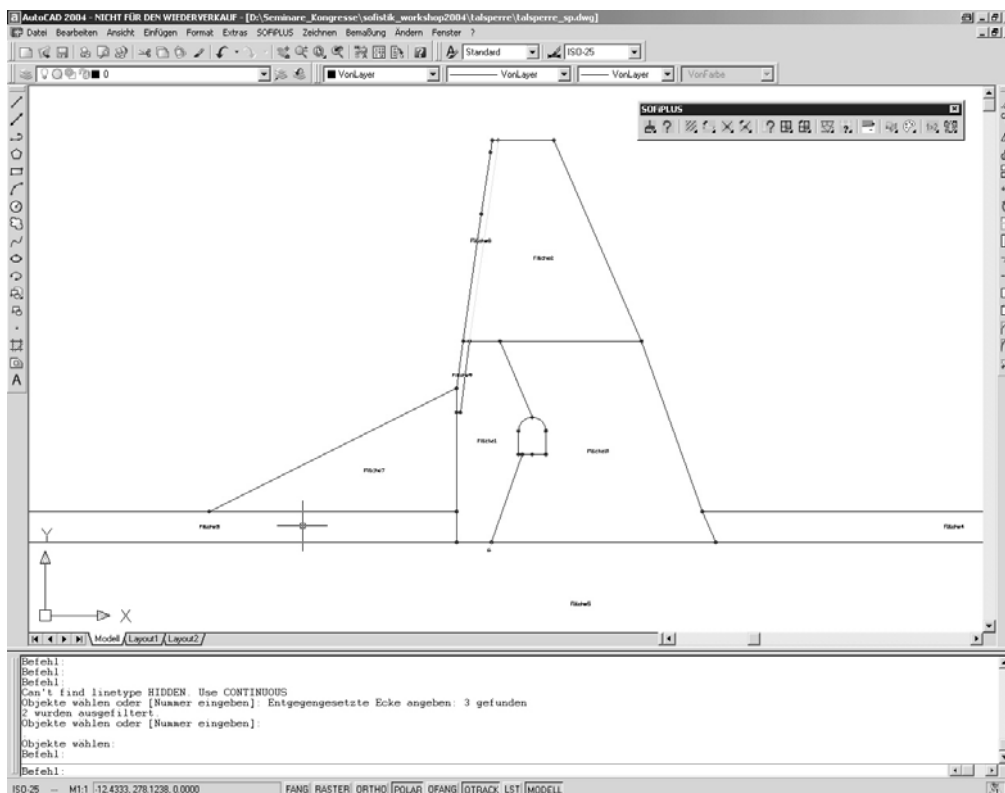 AutoCAD 2004 - NICHT FÜR DEN WIEDERVERKAUF - [D:\Seminare_Kongresse\sofistik_workshop2004\talsperre\talsperre_sp.dwg]
Datei Bearbeiten Ansicht Einfügen Format Extras SOFiPLUS Zeichnen Bemaßung Ändern Fenster ?
Standard ISO-25
0 VonLayer VonLayer VonLayer VonFarbe
SOFiPLUS
Fläche2
Fläche1
Fläche7
Y
X
Modell Layout1 Layout2
Befehl:
Befehl:
Befehl:
Can't find linetype HIDDEN. Use CONTINUOUS
Objekte wählen oder [Nummer eingeben]: Entgegengesetzte Ecke angeben: 3 gefunden
2 wurden ausgefiltert.
Objekte wählen oder [Nummer eingeben]:
Objekte wählen:
Befehl:
Befehl:
ISO-25 -- M1:1 -12.4333, 278.1238, 0.0000 FANG RASTER ORTHO POLAR OFANG OTRACK LST MODELL